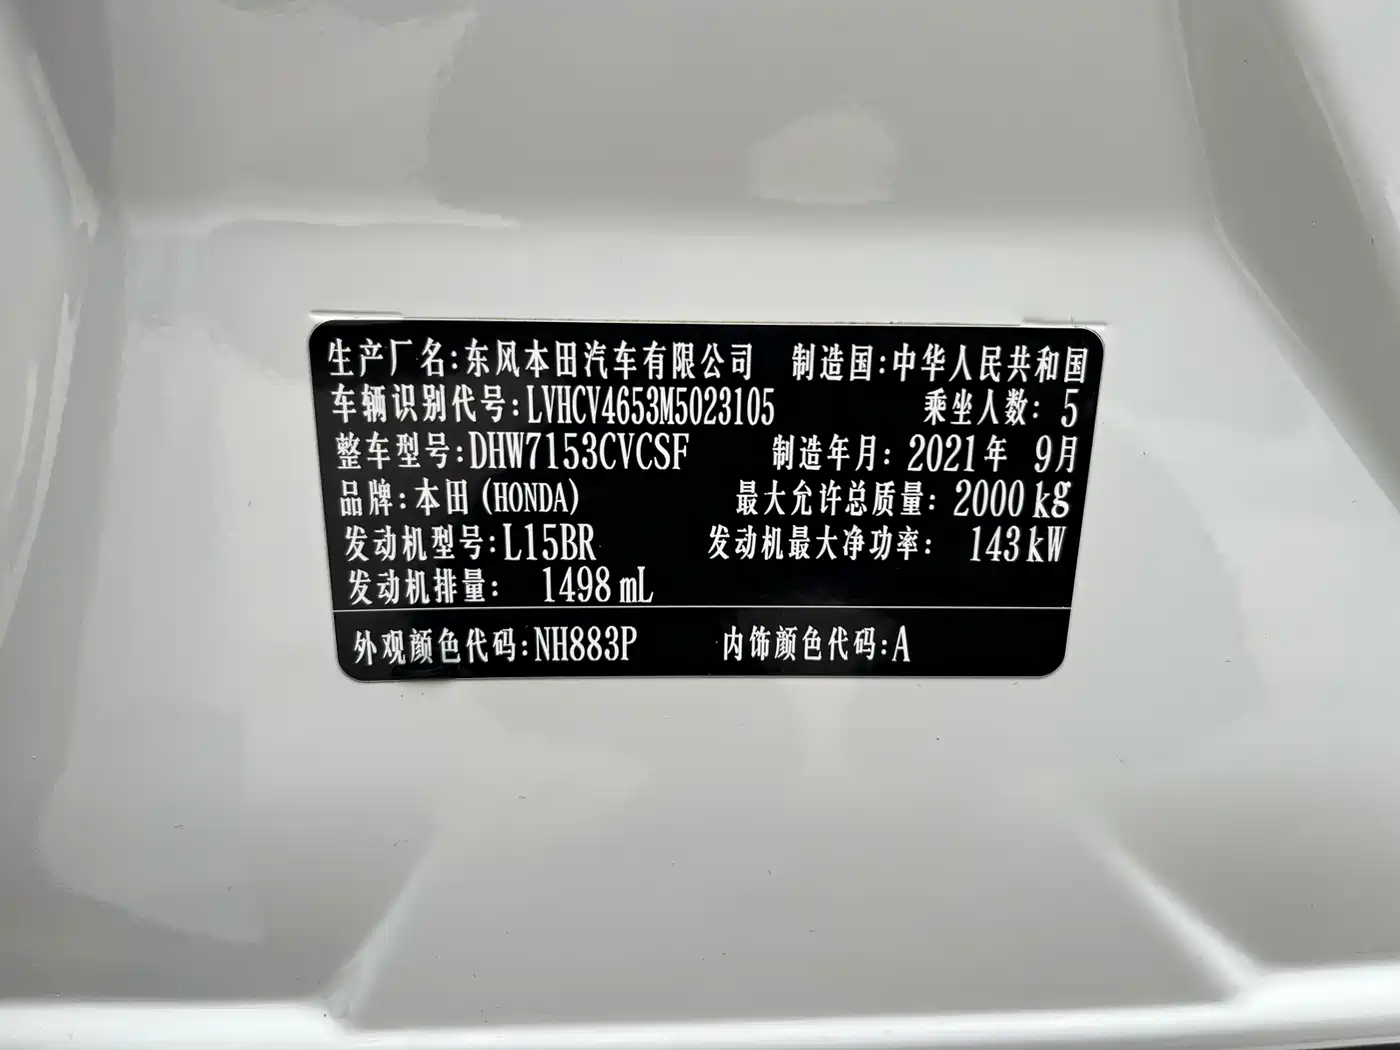 生产厂名:东风本田汽车有限公司 制造国:中华人民共和国
车辆识别代号:LVHCV4653M5023105 乘坐人数: 5
整车型号:DHW7153CVCSF 制造年月: 2021年 9月
品牌:本田(HONDA) 最大允许总质量: 2000 kg
发动机型号:L15BR 发动机最大净功率: 143 kW
发动机排量: 1498 mL
外观颜色代码:NH883P 内饰颜色代码:A